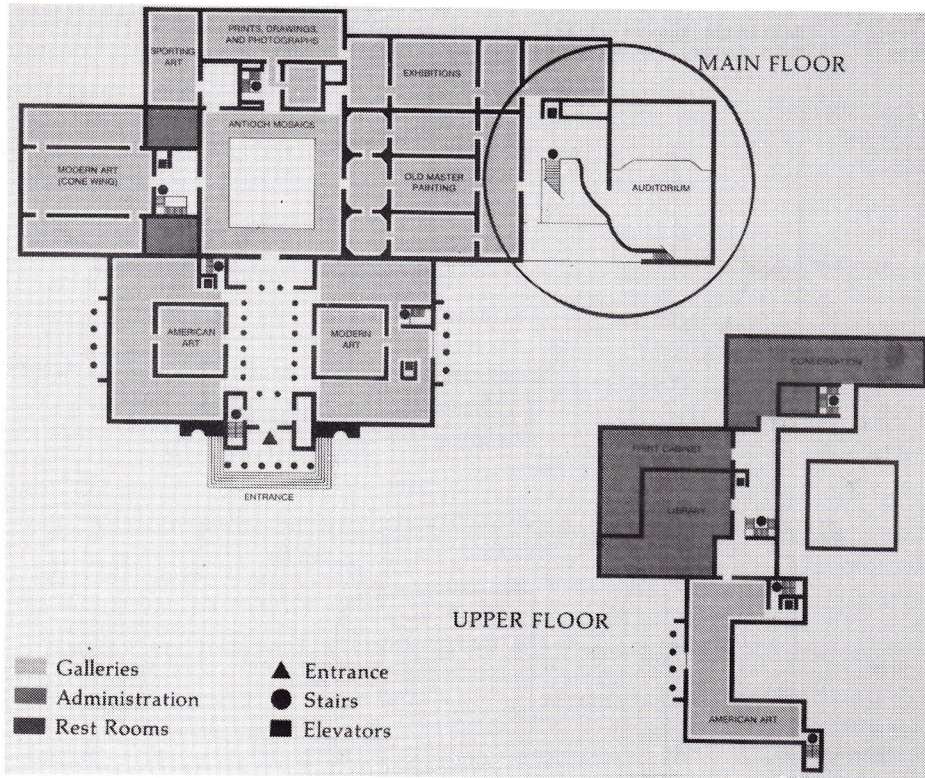 PRINTS, DRAWINGS,
AND PHOTOGRAPHS
SPORTING
ART
EXHIBITIONS
MAIN FLOOR
ANTIOCH MOSAICS
MODERN ART
(CONE WING)
OLD MASTER
PAINTING
AUDITORIUM
AMERICAN
ART
MODERN
ART
ENTRANCE
CONSERVATION
PRINT CABINET
LIBRARY
UPPER FLOOR
AMERICAN ART
Galleries
Administration
Rest Rooms
Entrance
Stairs
Elevators